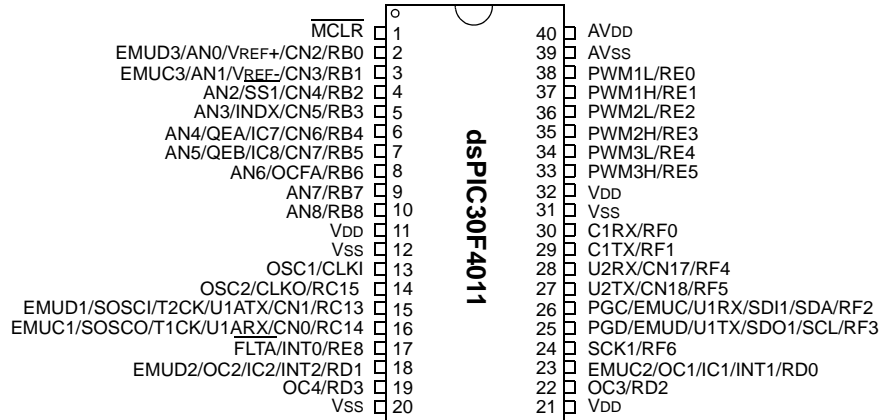 MCLR 1
EMUD3/AN0/VREF+/CN2/RB0 2
EMUC3/AN1/VREF-/CN3/RB1 3
AN2/SS1/CN4/RB2 4
AN3/INDX/CN5/RB3 5
AN4/QEA/IC7/CN6/RB4 6
AN5/QEB/IC8/CN7/RB5 7
AN6/OCFA/RB6 8
AN7/RB7 9
AN8/RB8 10
VDD 11
VSS 12
OSC1/CLKI 13
OSC2/CLKO/RC15 14
EMUD1/SOSCI/T2CK/U1ATX/CN1/RC13 15
EMUC1/SOSCO/T1CK/U1ARX/CN0/RC14 16
FLTA/INT0/RE8 17
EMUD2/OC2/IC2/INT2/RD1 18
OC4/RD3 19
VSS 20
dsPIC30F4011
40 AVDD
39 AVSS
38 PWM1L/RE0
37 PWM1H/RE1
36 PWM2L/RE2
35 PWM2H/RE3
34 PWM3L/RE4
33 PWM3H/RE5
32 VDD
31 VSS
30 C1RX/RF0
29 C1TX/RF1
28 U2RX/CN17/RF4
27 U2TX/CN18/RF5
26 PGC/EMUC/U1RX/SDI1/SDA/RF2
25 PGD/EMUD/U1TX/SDO1/SCL/RF3
24 SCK1/RF6
23 EMUC2/OC1/IC1/INT1/RD0
22 OC3/RD2
21 VDD